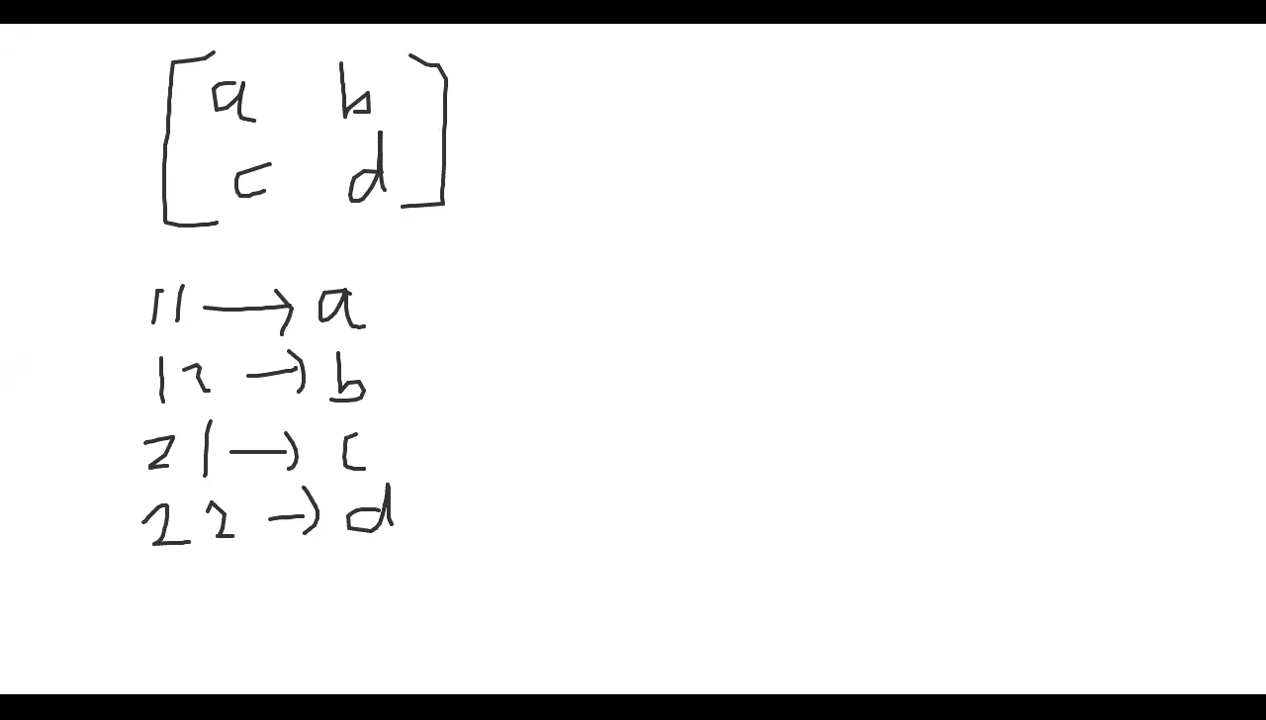 [a b
c d]
11 → a
12 → b
21 → c
22 → d